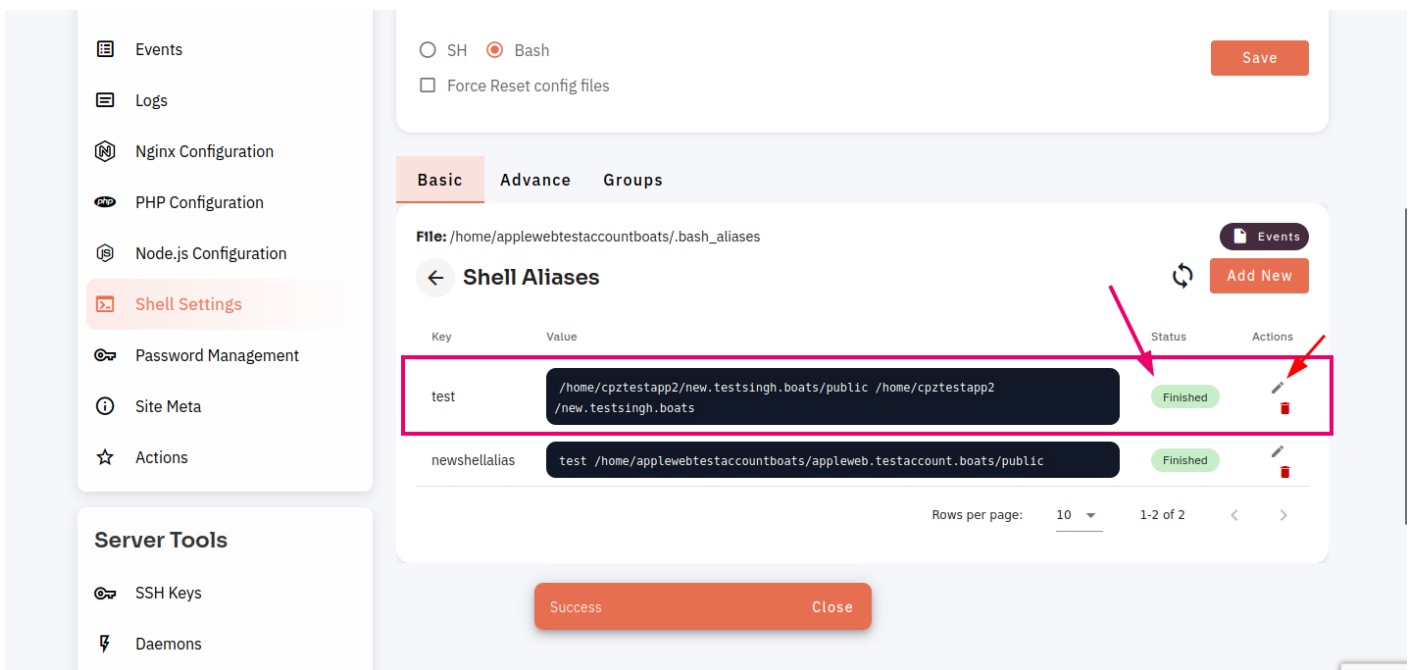 Events
Logs
Nginx Configuration
PHP Configuration
Node.js Configuration
Shell Settings
Password Management
Site Meta
Actions
Server Tools
SSH Keys
Daemons
SH Bash
Save
Force Reset config files
Basic Advance Groups
File: /home/applewebtestaccountboats/.bash_aliases
Events
Shell Aliases
Add New
Key Value Status Actions
test /home/cpztestapp2/new.testsingh.boats/public /home/cpztestapp2
/new.testsingh.boats
Finished
newshellalias test /home/applewebtestaccountboats/appleweb.testaccount.boats/public Finished
Rows per page: 10 1-2 of 2
Success Close